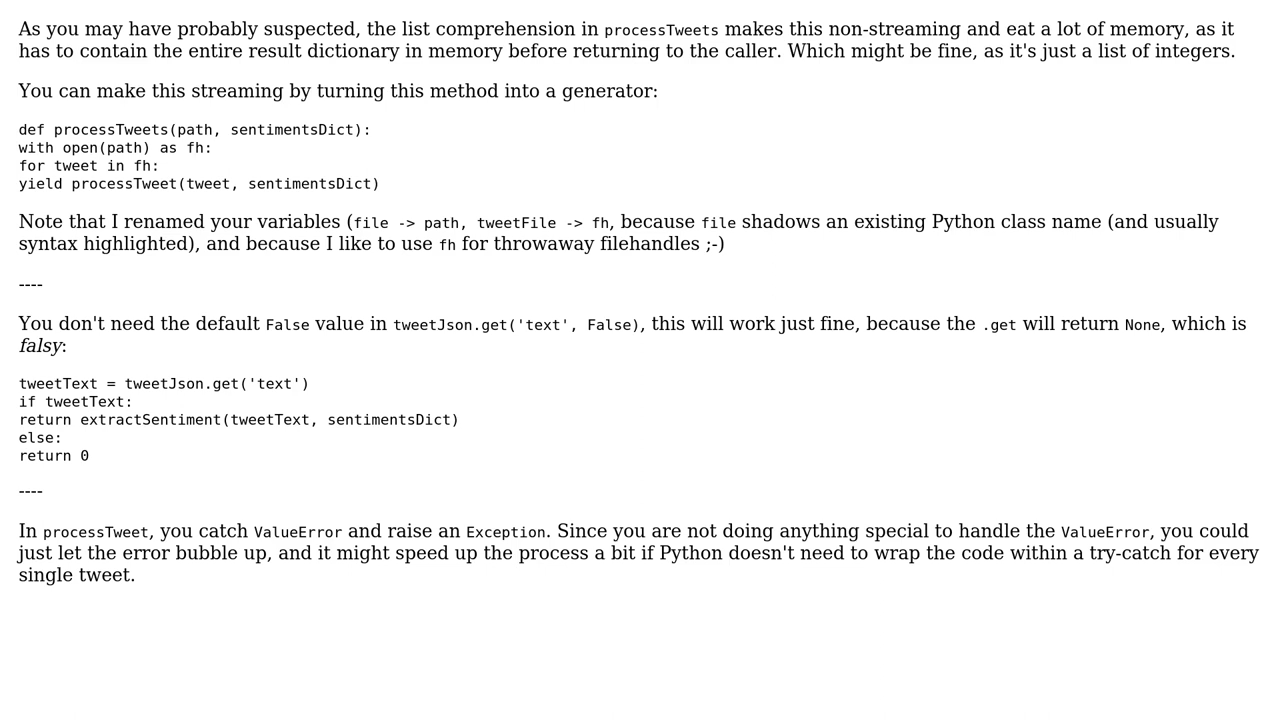 As you may have probably suspected, the list comprehension in processTweets makes this non-streaming and eat a lot of memory, as it
has to contain the entire result dictionary in memory before returning to the caller. Which might be fine, as it's just a list of integers.
You can make this streaming by turning this method into a generator:
def processTweets(path, sentimentsDict):
with open(path) as fh:
for tweet in fh:
yield processTweet(tweet, sentimentsDict)
Note that I renamed your variables (file -> path, tweetFile -> fh, because file shadows an existing Python class name (and usually
syntax highlighted), and because I like to use fh for throwaway filehandles ;-)
----
You don't need the default False value in tweetJson.get('text', False), this will work just fine, because the .get will return None, which is
falsy:
tweetText = tweetJson.get('text')
if tweetText:
return extractSentiment(tweetText, sentimentsDict)
else:
return 0
----
In processTweet, you catch ValueError and raise an Exception. Since you are not doing anything special to handle the ValueError, you could
just let the error bubble up, and it might speed up the process a bit if Python doesn't need to wrap the code within a try-catch for every
single tweet.